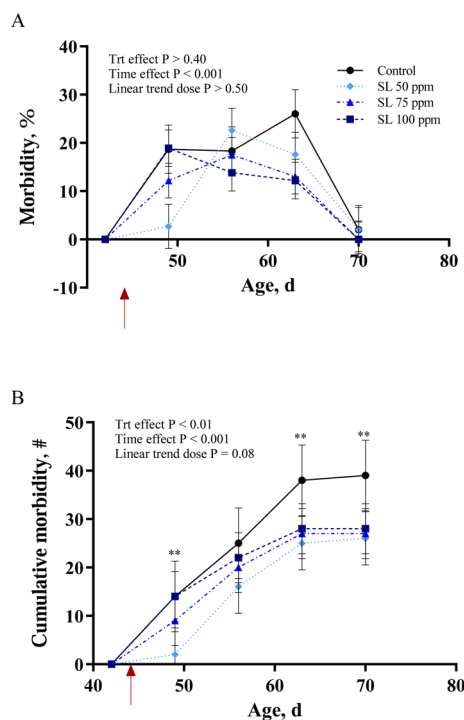 A
Trt effect P > 0.40
Time effect P < 0.001
Linear trend dose P > 0.50
Control
SL 50 ppm
SL 75 ppm
SL 100 ppm
Morbidity, %
40
30
20
10
0
-10
50
60
70
80
Age, d
B
Trt effect P < 0.01
Time effect P < 0.001
Linear trend dose P = 0.08
**
**
**
Cumulative morbidity, #
50
40
30
20
10
0
40
50
60
70
80
Age, d